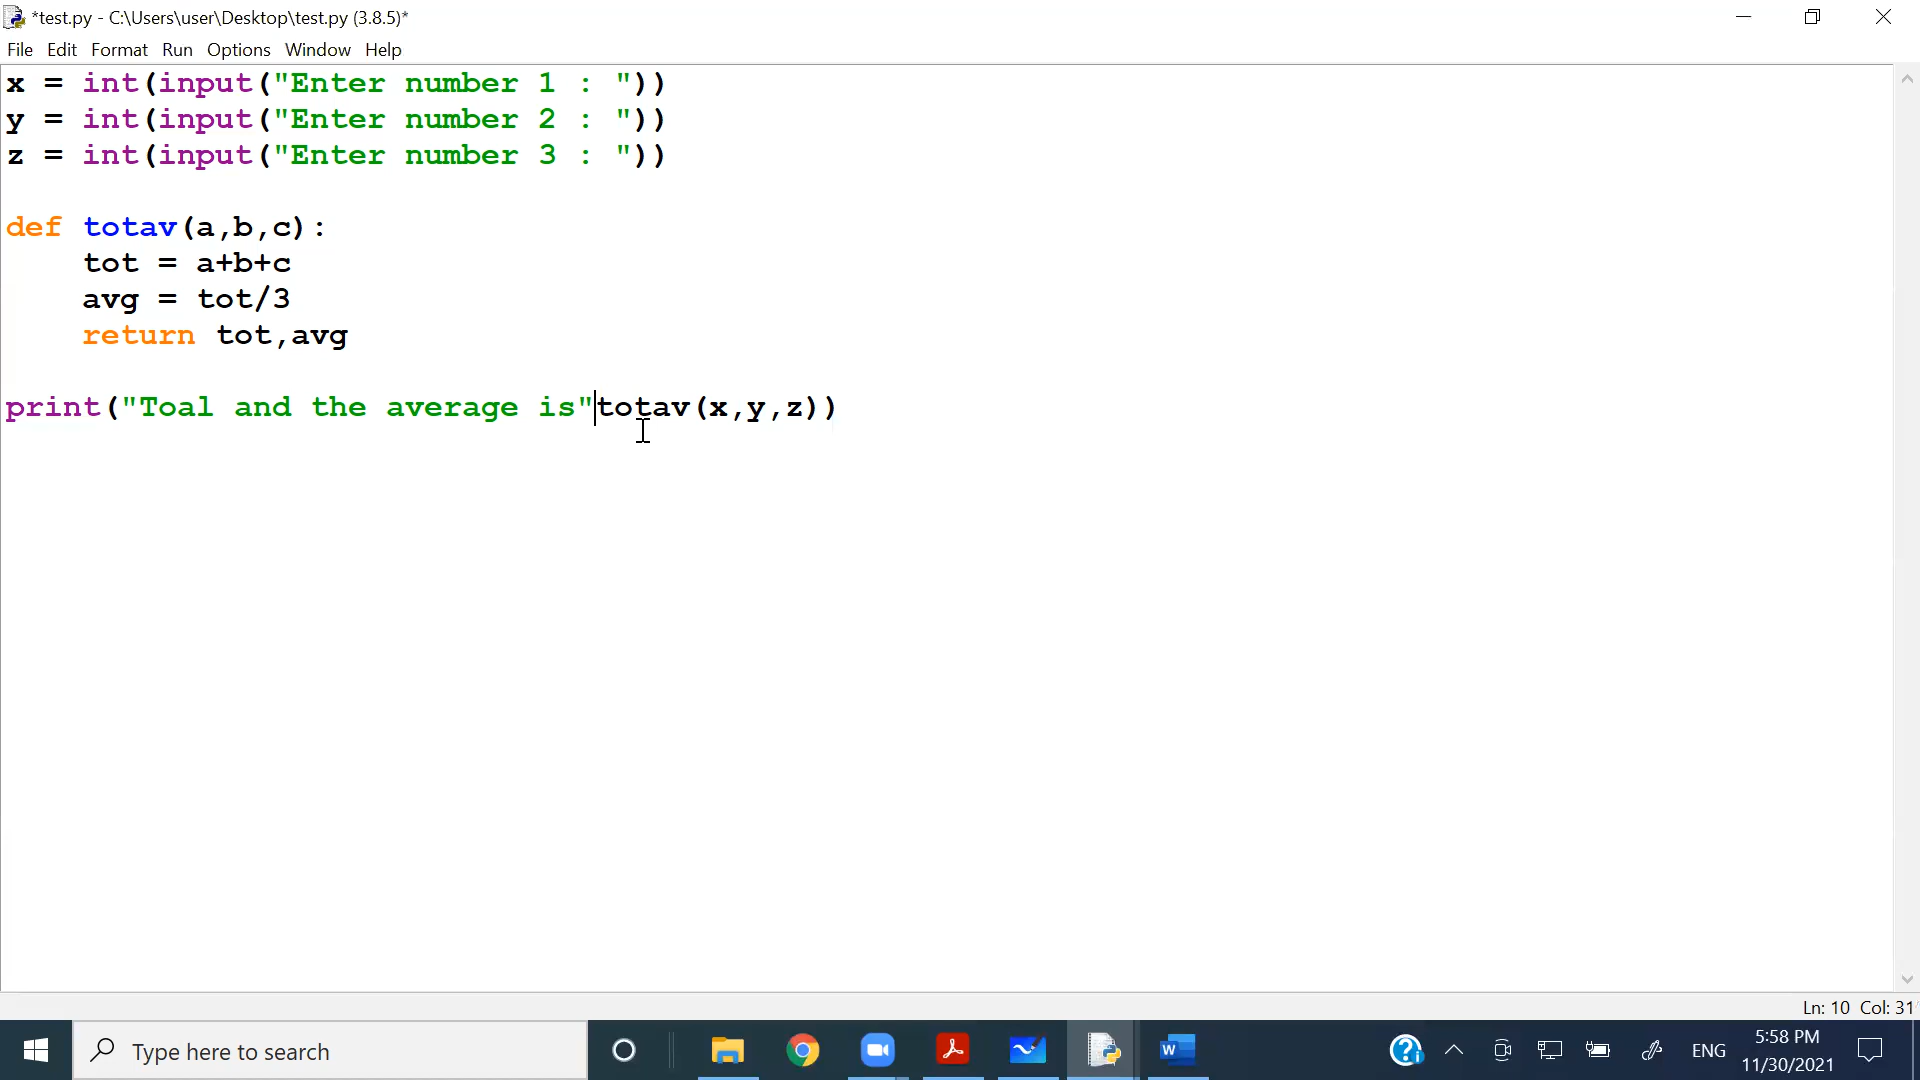 *test.py - C:\Users\user\Desktop\test.py (3.8.5)*
File Edit Format Run Options Window Help
x = int(input("Enter number 1 : "))
y = int(input("Enter number 2 : "))
z = int(input("Enter number 3 : "))
def totav(a,b,c):
    tot = a+b+c
    avg = tot/3
    return tot,avg
print("Toal and the average is"totav(x,y,z))
Ln: 10 Col: 31
Type here to search
W
ENG
5:58 PM
11/30/2021